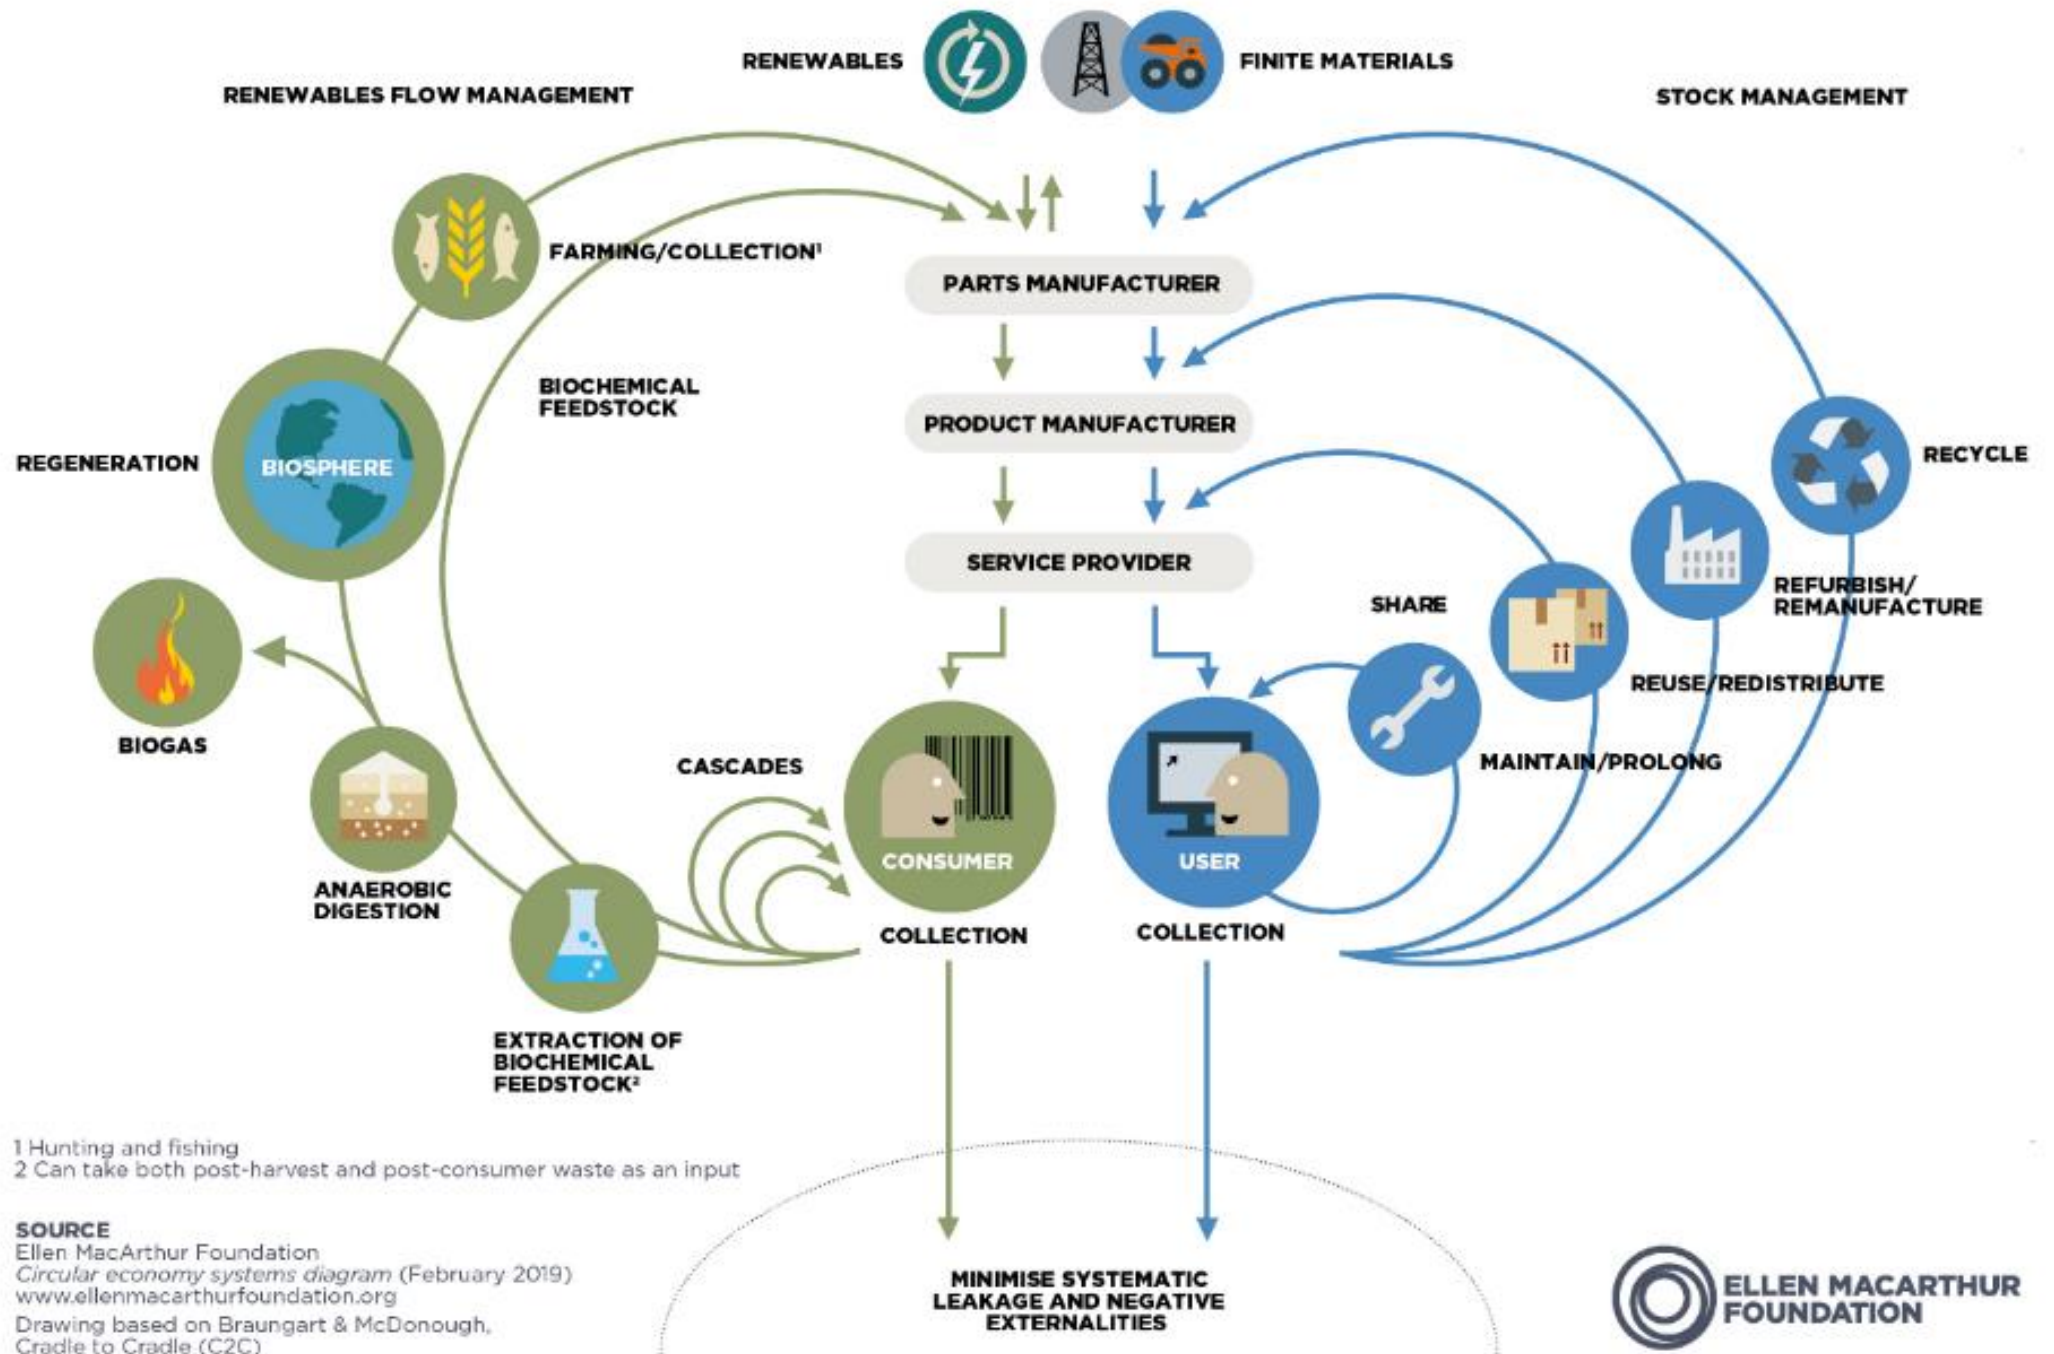 RENEWABLES
FINITE MATERIALS
RENEWABLES FLOW MANAGEMENT
STOCK MANAGEMENT
FARMING/COLLECTION¹
PARTS MANUFACTURER
BIOCHEMICAL
FEEDSTOCK
PRODUCT MANUFACTURER
REGENERATION
BIOSPHERE
RECYCLE
SERVICE PROVIDER
SHARE
REFURBISH/
REMANUFACTURE
REUSE/REDISTRIBUTE
BIOGAS
CASCADES
MAINTAIN/PROLONG
CONSUMER
USER
ANAEROBIC
DIGESTION
COLLECTION
COLLECTION
EXTRACTION OF
BIOCHEMICAL
FEEDSTOCK²
1 Hunting and fishing
2 Can take both post-harvest and post-consumer waste as an input
SOURCE
Ellen MacArthur Foundation
Circular economy systems diagram (February 2019)
www.ellenmacarthurfoundation.org
Drawing based on Braungart & McDonough,
Cradle to Cradle (C2C)
MINIMISE SYSTEMATIC
LEAKAGE AND NEGATIVE
EXTERNALITIES
ELLEN MACARTHUR
FOUNDATION